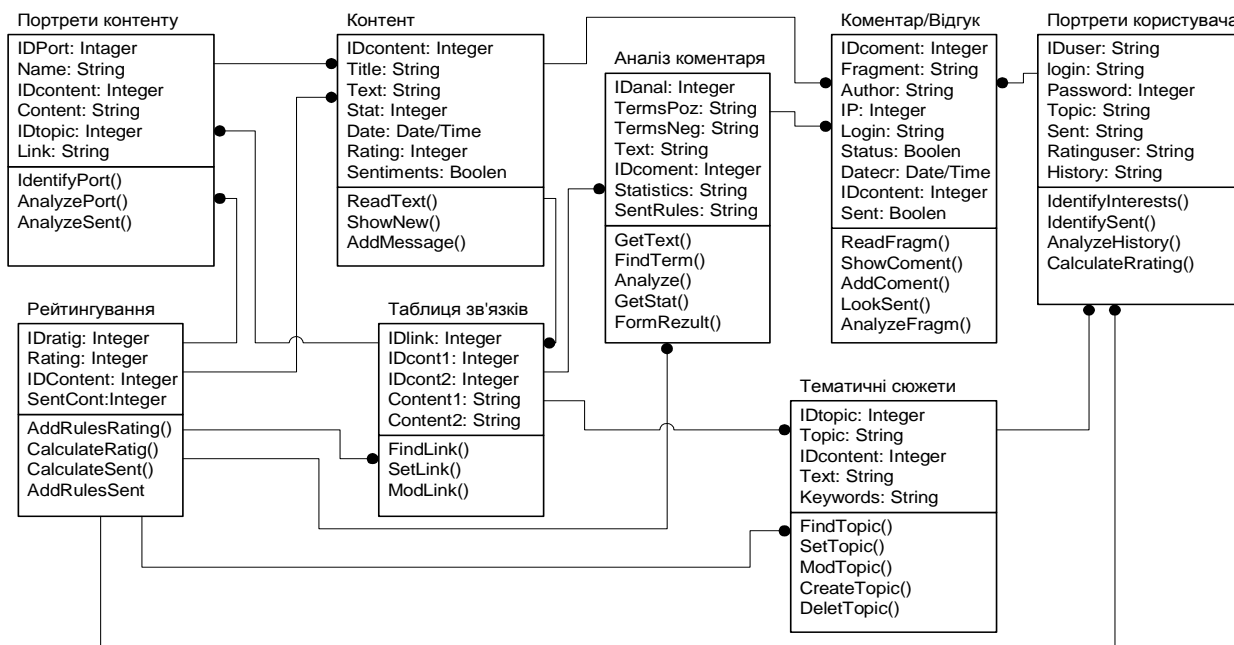 Портрети контенту
IDPort: Intager
Name: String
IDcontent: Integer
Content: String
IDtopic: Integer
Link: String
IdentifyPort()
AnalyzePort()
AnalyzeSent()
Контент
IDcontent: Integer
Title: String
Text: String
Stat: Integer
Date: Date/Time
Rating: Integer
Sentiments: Boolen
ReadText()
ShowNew()
AddMessage()
Аналіз коментаря
IDanal: Integer
TermsPoz: String
TermsNeg: String
Text: String
IDcoment: Integer
Statistics: String
SentRules: String
GetText()
FindTerm()
Analyze()
GetStat()
FormRezult()
Коментар/Відгук
IDcoment: Integer
Fragment: String
Author: String
IP: Integer
Login: String
Status: Boolen
Datecr: Date/Time
IDcontent: Integer
Sent: Boolen
ReadFragm()
ShowComent()
AddComent()
LookSent()
AnalyzeFragm()
Портрети користувача
IDuser: String
login: String
Password: Integer
Topic: String
Sent: String
Ratinguser: String
History: String
IdentifyInterests()
IdentifySent()
AnalyzeHistory()
CalculateRrating()
Рейтингування
IDratig: Integer
Rating: Integer
IDContent: Integer
SentCont:Integer
AddRulesRating()
CalculateRatig()
CalculateSent()
AddRulesSent
Таблиця зв'язків
IDlink: Integer
IDcont1: Integer
IDcont2: Integer
Content1: String
Content2: String
FindLink()
SetLink()
ModLink()
Тематичні сюжети
IDtopic: Integer
Topic: String
IDcontent: Integer
Text: String
Keywords: String
FindTopic()
SetTopic()
ModTopic()
CreateTopic()
DeletTopic()